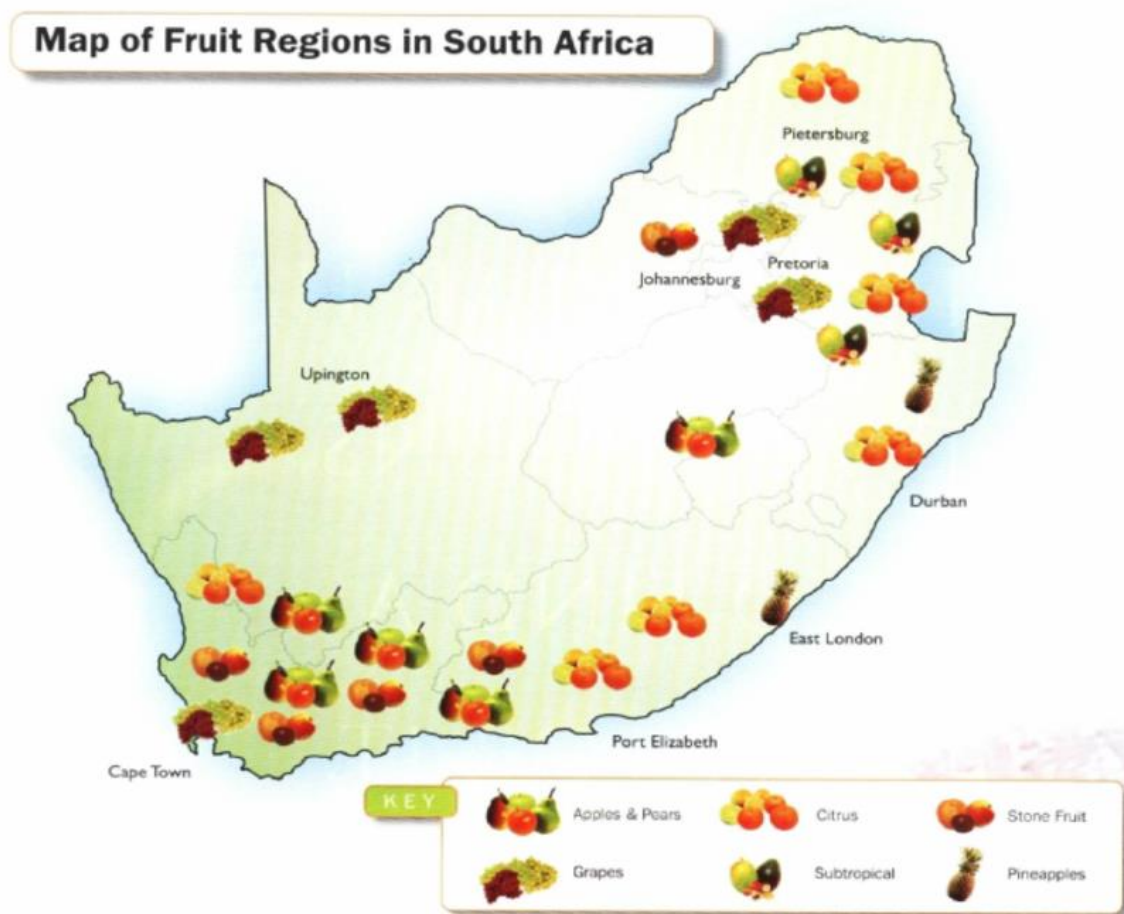 Map of Fruit Regions in South Africa
Pietersburg
Johannesburg
Pretoria
Upington
Durban
East London
Port Elizabeth
Cape Town
KEY
Apples & Pears
Citrus
Stone Fruit
Grapes
Subtropical
Pineapples